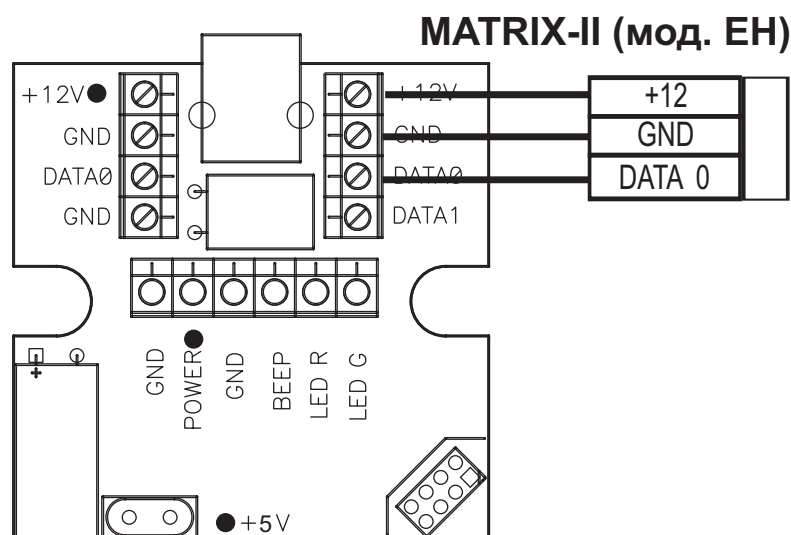 MATRIX-II (мод. EH)
+12V
GND
DATA0
GND
+12V
GND
DATA0
DATA1
+12
GND
DATA 0
GND
POWER
GND
BEEP
LED R
LED G
+
+5V